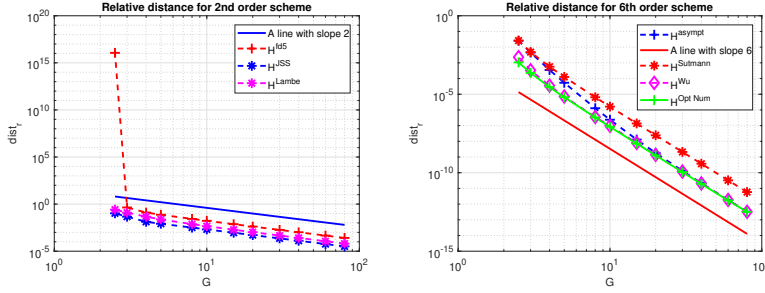 Relative distance for 2nd order scheme
10^20
10^15
10^10
10^5
10^0
10^-5
dist_r
10^0
10^1
10^2
G
A line with slope 2
H^fd5
H^JSS
H^Lambe
Relative distance for 6th order scheme
10^0
10^-5
10^-10
10^-15
dist_r
10^0
10^1
10
G
H^asympt
A line with slope 6
H^Sutmann
H^Wu
H^Opt Num